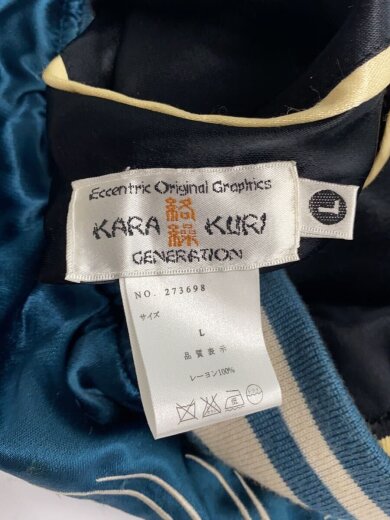 Eccentric Original Graphics
KARA 絡繰 KURI
GENERATION
L
NO. 273698
サイズ
L
品質表示
レーヨン100%